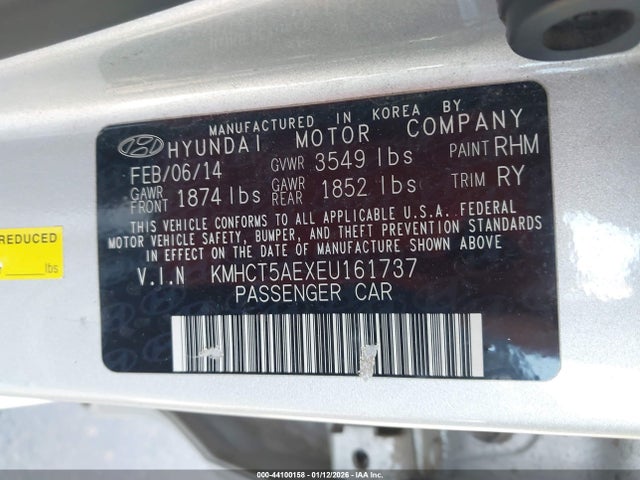 MANUFACTURED IN KOREA BY
HYUNDAI MOTOR COMPANY
FEB/06/14 GVWR 3549 lbs PAINT RHM
GAWR FRONT 1874 lbs GAWR REAR 1852 lbs TRIM RY
THIS VEHICLE CONFORMS TO ALL APPLICABLE U.S.A. FEDERAL
MOTOR VEHICLE SAFETY, BUMPER, AND THEFT PREVENTION STANDARDS
IN EFFECT ON THE DATE OF MANUFACTURE SHOWN ABOVE
V.I.N KMHCT5AEXEU161737
PASSENGER CAR
REDUCED
lbs
000-44100158 - 01/12/2026 - IAA Inc.